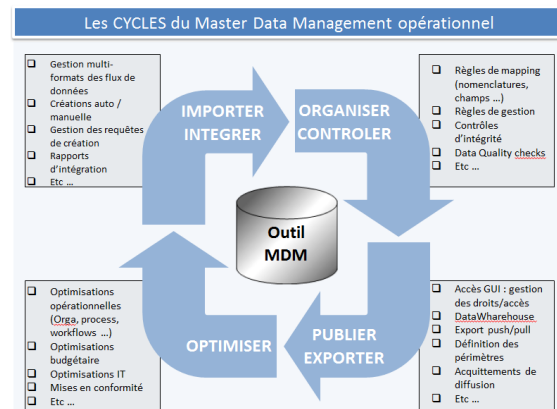 Les CYCLES du Master Data Management opérationnel
❑ Gestion multi-
formats des flux de
données
❑ Créations auto /
manuelle
❑ Gestion des requêtes
de création
❑ Rapports
d'intégration
❑ Etc ...
IMPORTER
INTEGRER
ORGANISER
CONTROLER
❑ Règles de mapping
(nomenclatures,
champs ...)
❑ Règles de gestion
❑ Contrôles
d'intégrité
❑ Data Quality checks
❑ Etc ...
Outil
MDM
❑ Optimisations
opérationnelles
(Orga, process,
workflows ...)
❑ Optimisations
budgétaire
❑ Optimisations IT
❑ Mises en conformité
❑ Etc ...
OPTIMISER
PUBLIER
EXPORTER
❑ Accès GUI : gestion
des droits/accès
❑ DataWharehouse
❑ Export push/pull
❑ Définition des
périmètres
❑ Acquittements de
diffusion
❑ Etc ...